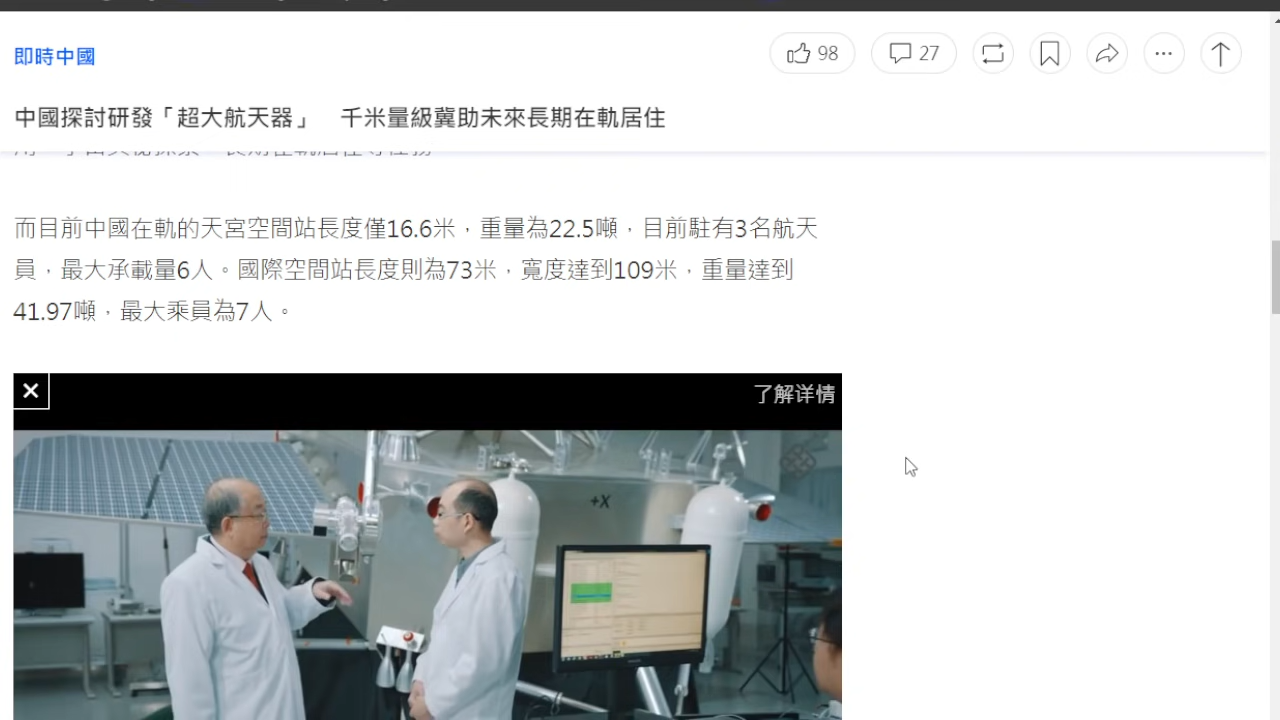 即時中國
98
27
中國探討研發「超大航天器」 千米量級冀助未來長期在軌居住
而目前中國在軌的天宮空間站長度僅16.6米，重量為22.5噸，目前駐有3名航天
員，最大承載量6人。國際空間站長度則為73米，寬度達到109米，重量達到
41.97噸，最大乘員為7人。
了解详情
+X